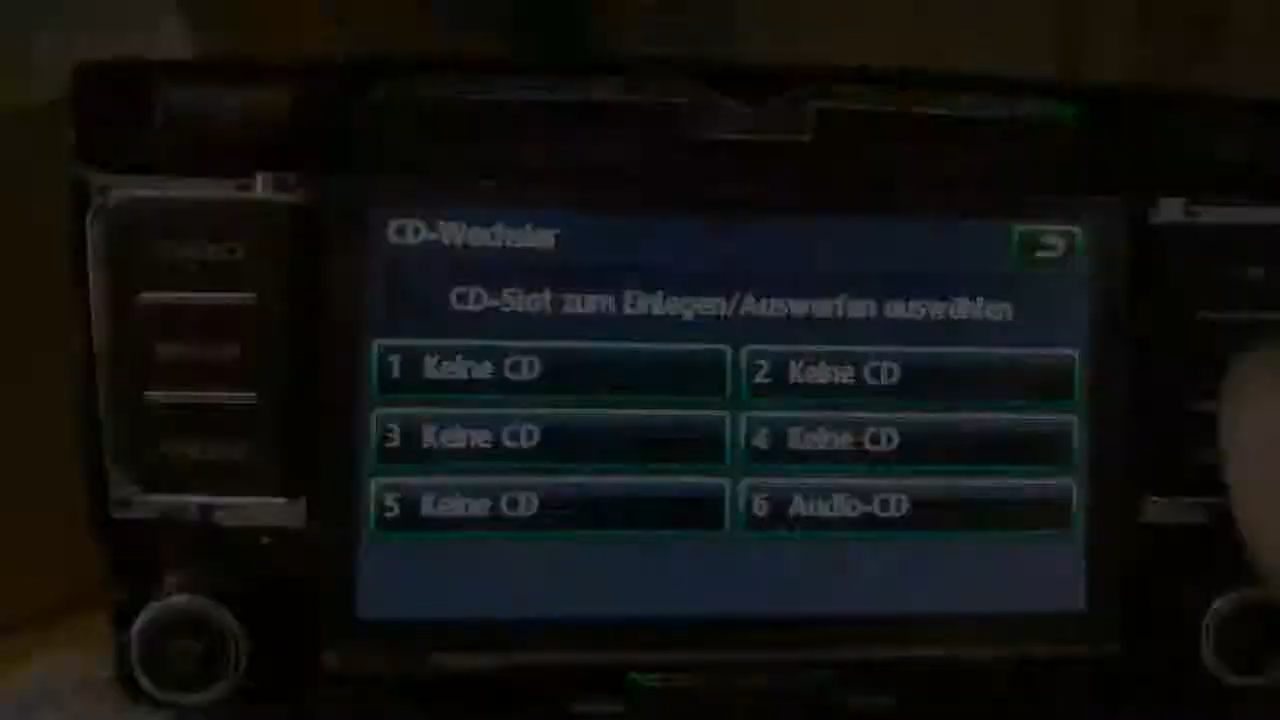 CD-Wechsler
CD-Slot zum Einlegen/Auswerfen auswählen
1 Keine CD
2 Keine CD
3 Keine CD
4 Keine CD
5 Keine CD
6 Audio-CD